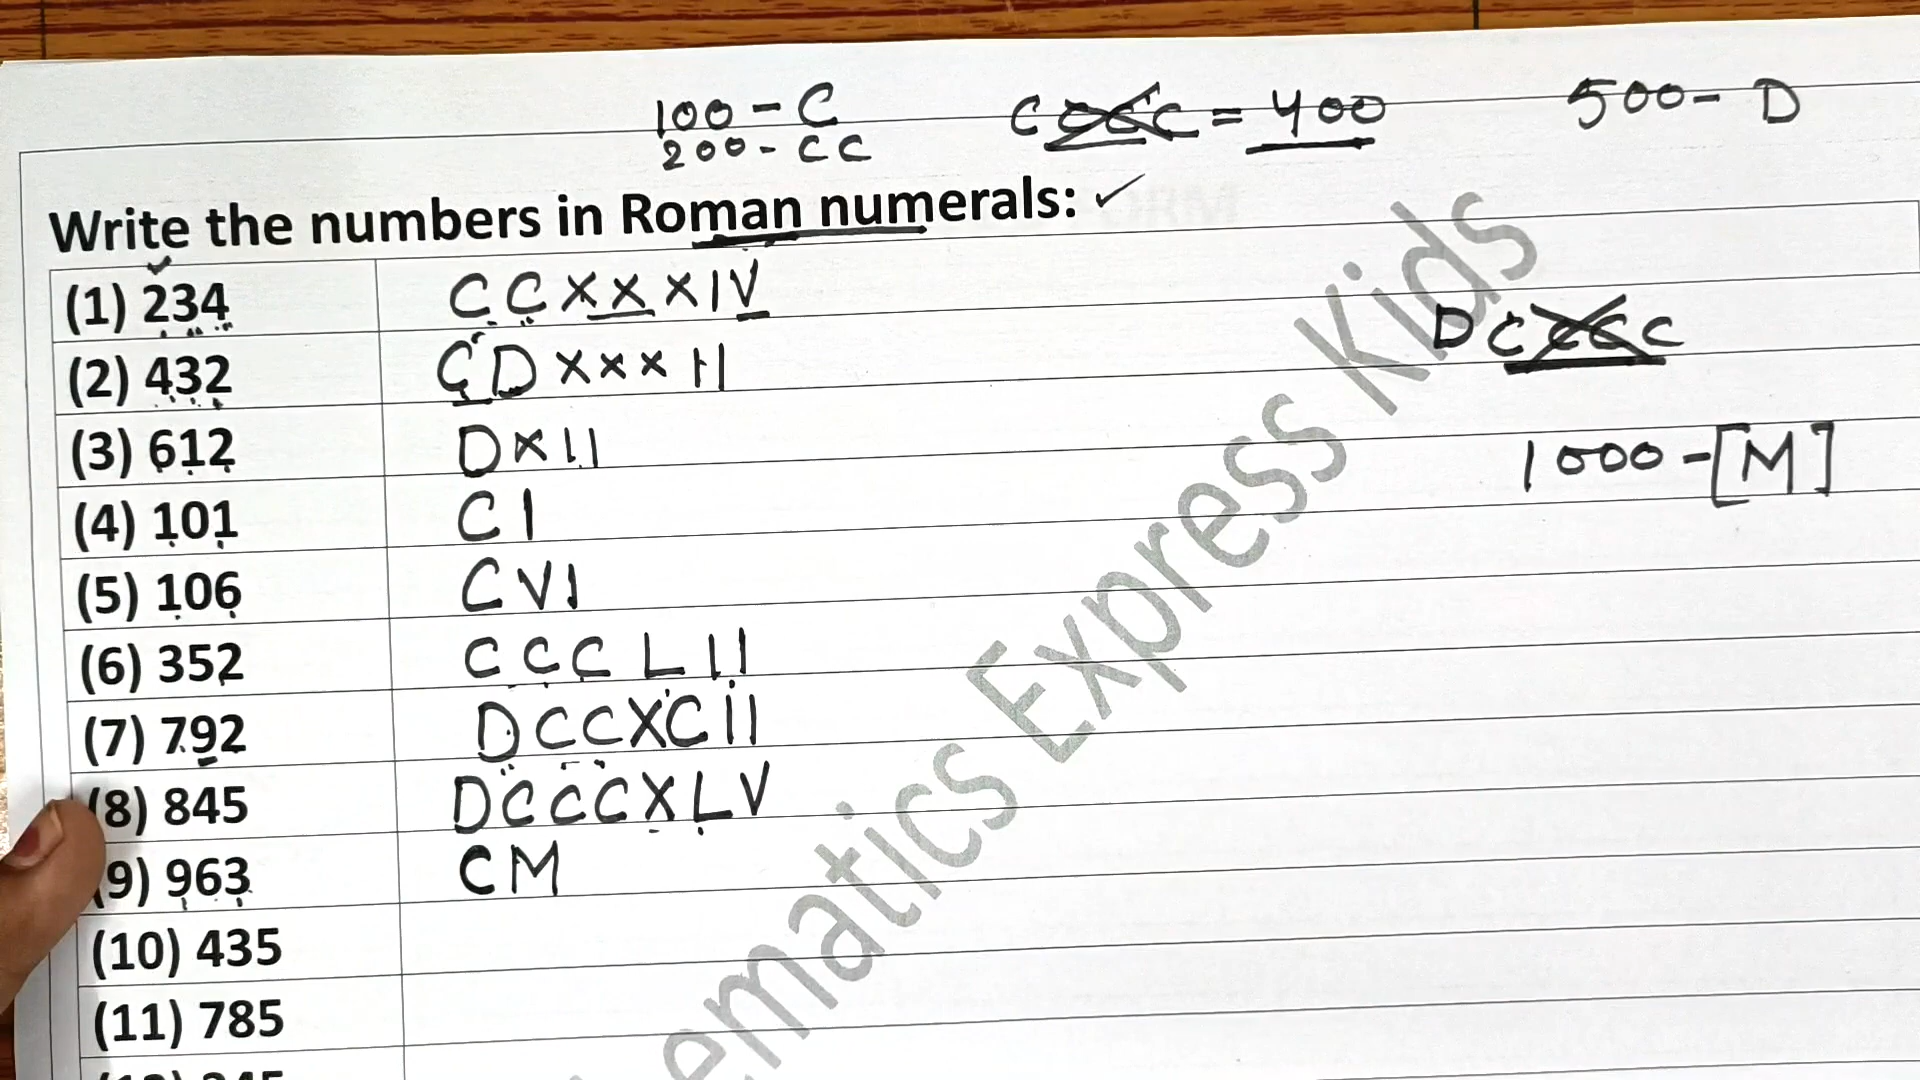 100 - C
200 - CC
CCCC = 400
500 - D
Write the numbers in Roman numerals: ✓
(1) 234 CCXXXIV
(2) 432 CDXXXII
(3) 612 DXII
(4) 101 CI
(5) 106 CVI
(6) 352 CCCLII
(7) 792 DCCXCII
(8) 845 DCCCXLV
(9) 963 CM
(10) 435
(11) 785
DCCCC
1000 - [M]
ematics Express Kids